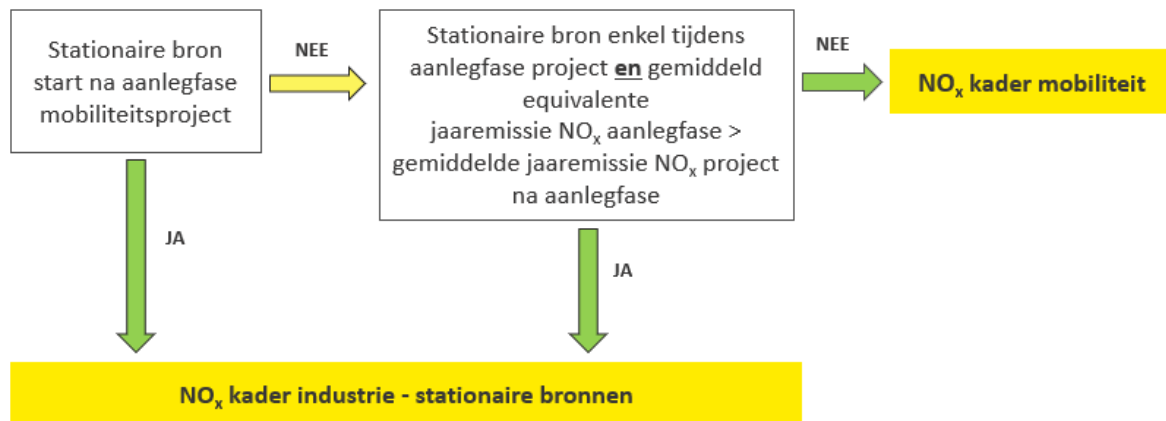 Stationaire bron
start na aanlegfase
mobiliteitsproject
NEE
Stationaire bron enkel tijdens
aanlegfase project en gemiddeld
equivalente
jaaremissie NOx aanlegfase >
gemiddelde jaaremissie NOx project
na aanlegfase
NEE
NOx kader mobiliteit
JA
JA
NOx kader industrie - stationaire bronnen